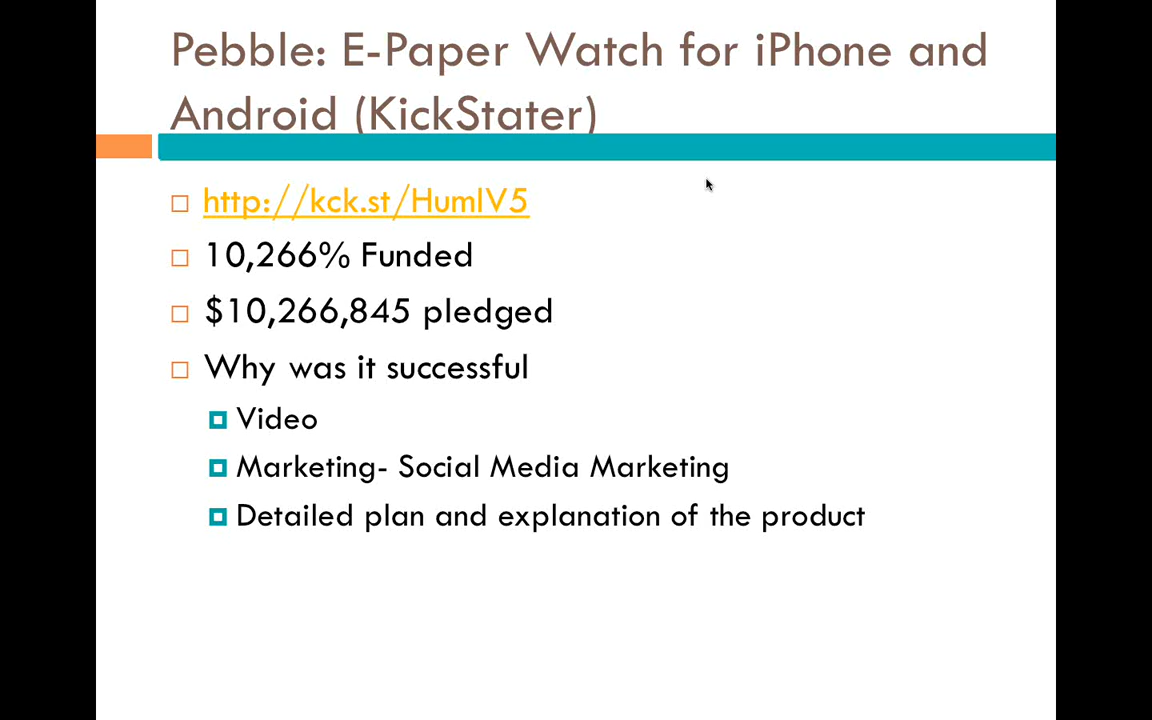 Pebble: E-Paper Watch for iPhone and
Android (KickStater)
http://kck.st/HumIV5
10,266% Funded
$10,266,845 pledged
Why was it successful
Video
Marketing- Social Media Marketing
Detailed plan and explanation of the product